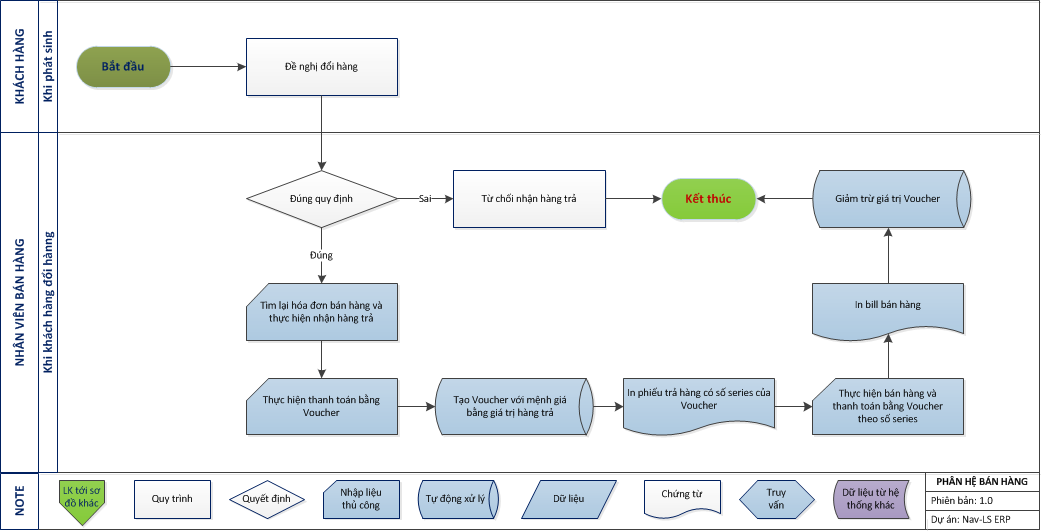 KHÁCH HÀNG
Khi phát sinh
Bắt đầu
Đề nghị đổi hàng
NHÂN VIÊN BÁN HÀNG
Khi khách hàng đổi hànng
Đúng quy định
Sai
Từ chối nhận hàng trả
Kết thúc
Giảm trừ giá trị Voucher
Đúng
Tìm lại hóa đơn bán hàng và
thực hiện nhận hàng trả
In bill bán hàng
Thực hiện thanh toán bằng
Voucher
Tạo Voucher với mệnh giá
bằng giá trị hàng trả
In phiếu trả hàng có số series của
Voucher
Thực hiện bán hàng và
thanh toán bằng Voucher
theo số series
NOTE
LK tới sơ
đồ khác
Quy trình
Quyết định
Nhập liệu
thủ công
Tự động xử lý
Dữ liệu
Chứng từ
Truy
vấn
Dữ liệu từ hệ
thống khác
PHÂN HỆ BÁN HÀNG
Phiên bản: 1.0
Dự án: Nav-LS ERP